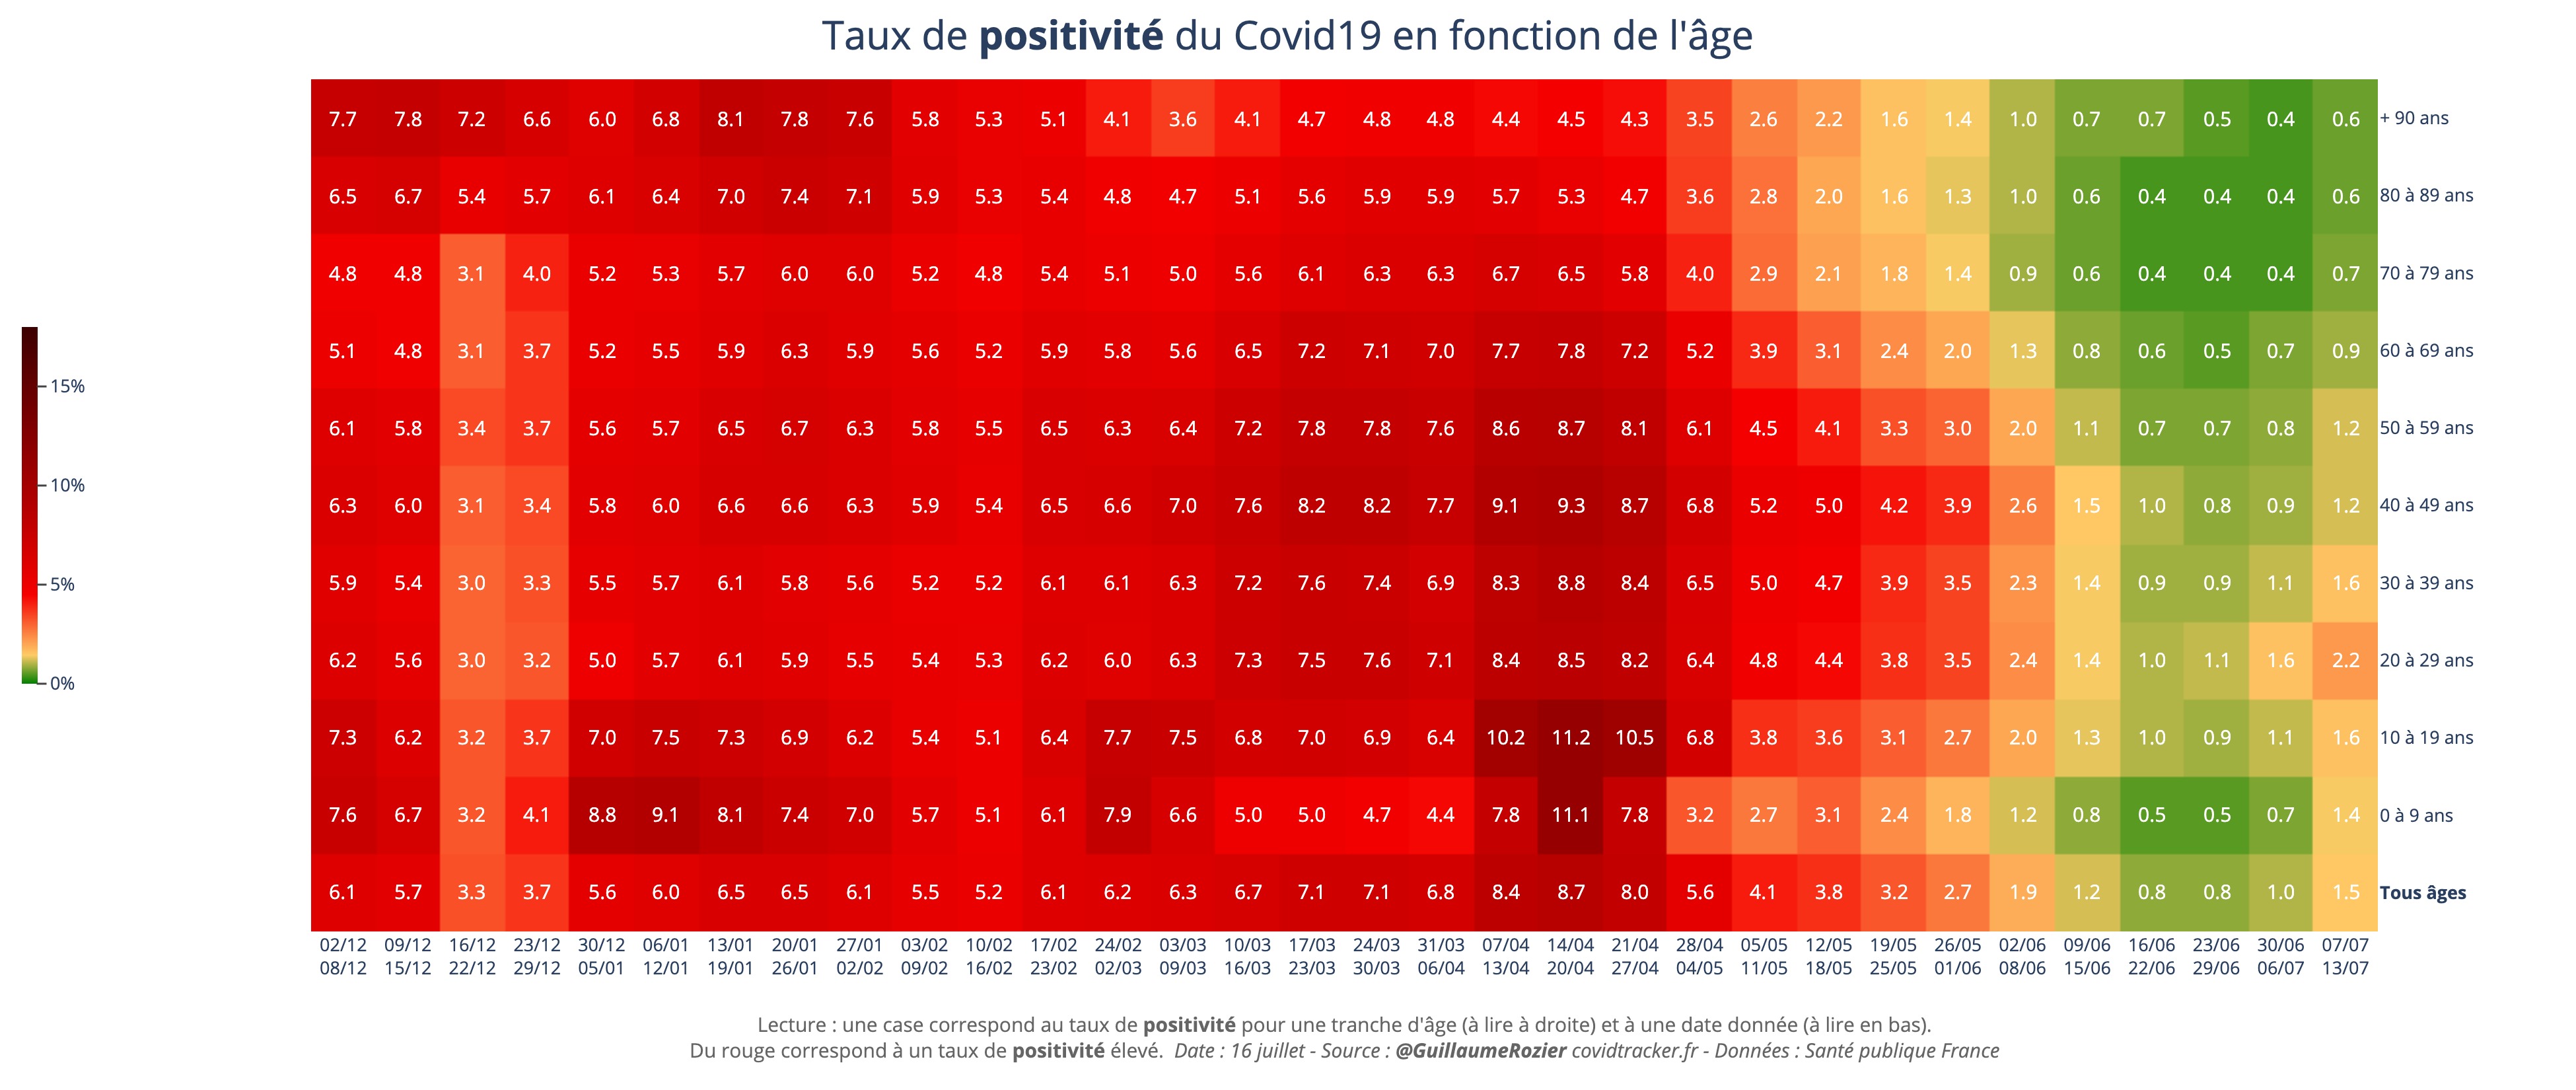 Taux de positivité du Covid19 en fonction de l'âge
7.7 7.8 7.2 6.6 6.0 6.8 8.1 7.8 7.6 5.8 5.3 5.1 4.1 3.6 4.1 4.7 4.8 4.8 4.4 4.5 4.3 3.5 2.6 2.2 1.6 1.4 1.0 0.7 0.7 0.5 0.4 0.6 + 90 ans
6.5 6.7 5.4 5.7 6.1 6.4 7.0 7.4 7.1 5.9 5.3 5.4 4.8 4.7 5.1 5.6 5.9 5.9 5.7 5.3 4.7 3.6 2.8 2.0 1.6 1.3 1.0 0.6 0.4 0.4 0.4 0.6 80 à 89 ans
4.8 4.8 3.1 4.0 5.2 5.3 5.7 6.0 6.0 5.2 4.8 5.4 5.1 5.0 5.6 6.1 6.3 6.3 6.7 6.5 5.8 4.0 2.9 2.1 1.8 1.4 0.9 0.6 0.4 0.4 0.4 0.7 70 à 79 ans
5.1 4.8 3.1 3.7 5.2 5.5 5.9 6.3 5.9 5.6 5.2 5.9 5.8 5.6 6.5 7.2 7.1 7.0 7.7 7.8 7.2 5.2 3.9 3.1 2.4 2.0 1.3 0.8 0.6 0.5 0.7 0.9 60 à 69 ans
15%
6.1 5.8 3.4 3.7 5.6 5.7 6.5 6.7 6.3 5.8 5.5 6.5 6.3 6.4 7.2 7.8 7.8 7.6 8.6 8.7 8.1 6.1 4.5 4.1 3.3 3.0 2.0 1.1 0.7 0.7 0.8 1.2 50 à 59 ans
10%
6.3 6.0 3.1 3.4 5.8 6.0 6.6 6.6 6.3 5.9 5.4 6.5 6.6 7.0 7.6 8.2 8.2 7.7 9.1 9.3 8.7 6.8 5.2 5.0 4.2 3.9 2.6 1.5 1.0 0.8 0.9 1.2 40 à 49 ans
5%
5.9 5.4 3.0 3.3 5.5 5.7 6.1 5.8 5.6 5.2 5.2 6.1 6.1 6.3 7.2 7.6 7.4 6.9 8.3 8.8 8.4 6.5 5.0 4.7 3.9 3.5 2.3 1.4 0.9 0.9 1.1 1.6 30 à 39 ans
6.2 5.6 3.0 3.2 5.0 5.7 6.1 5.9 5.5 5.4 5.3 6.2 6.0 6.3 7.3 7.5 7.6 7.1 8.4 8.5 8.2 6.4 4.8 4.4 3.8 3.5 2.4 1.4 1.0 1.1 1.6 2.2 20 à 29 ans
0%
7.3 6.2 3.2 3.7 7.0 7.5 7.3 6.9 6.2 5.4 5.1 6.4 7.7 7.5 6.8 7.0 6.9 6.4 10.2 11.2 10.5 6.8 3.8 3.6 3.1 2.7 2.0 1.3 1.0 0.9 1.1 1.6 10 à 19 ans
7.6 6.7 3.2 4.1 8.8 9.1 8.1 7.4 7.0 5.7 5.1 6.1 7.9 6.6 5.0 5.0 4.7 4.4 7.8 11.1 7.8 3.2 2.7 3.1 2.4 1.8 1.2 0.8 0.5 0.5 0.7 1.4 0 à 9 ans
6.1 5.7 3.3 3.7 5.6 6.0 6.5 6.5 6.1 5.5 5.2 6.1 6.2 6.3 6.7 7.1 7.1 6.8 8.4 8.7 8.0 5.6 4.1 3.8 3.2 2.7 1.9 1.2 0.8 0.8 1.0 1.5 Tous âges
02/12 09/12 16/12 23/12 30/12 06/01 13/01 20/01 27/01 03/02 10/02 17/02 24/02 03/03 10/03 17/03 24/03 31/03 07/04 14/04 21/04 28/04 05/05 12/05 19/05 26/05 02/06 09/06 16/06 23/06 30/06 07/07
08/12 15/12 22/12 29/12 05/01 12/01 19/01 26/01 02/02 09/02 16/02 23/02 02/03 09/03 16/03 23/03 30/03 06/04 13/04 20/04 27/04 04/05 11/05 18/05 25/05 01/06 08/06 15/06 22/06 29/06 06/07 13/07
Lecture : une case correspond au taux de positivité pour une tranche d'âge (à lire à droite) et à une date donnée (à lire en bas).
Du rouge correspond à un taux de positivité élevé. Date : 16 juillet - Source : @GuillaumeRozier covidtracker.fr - Données : Santé publique France